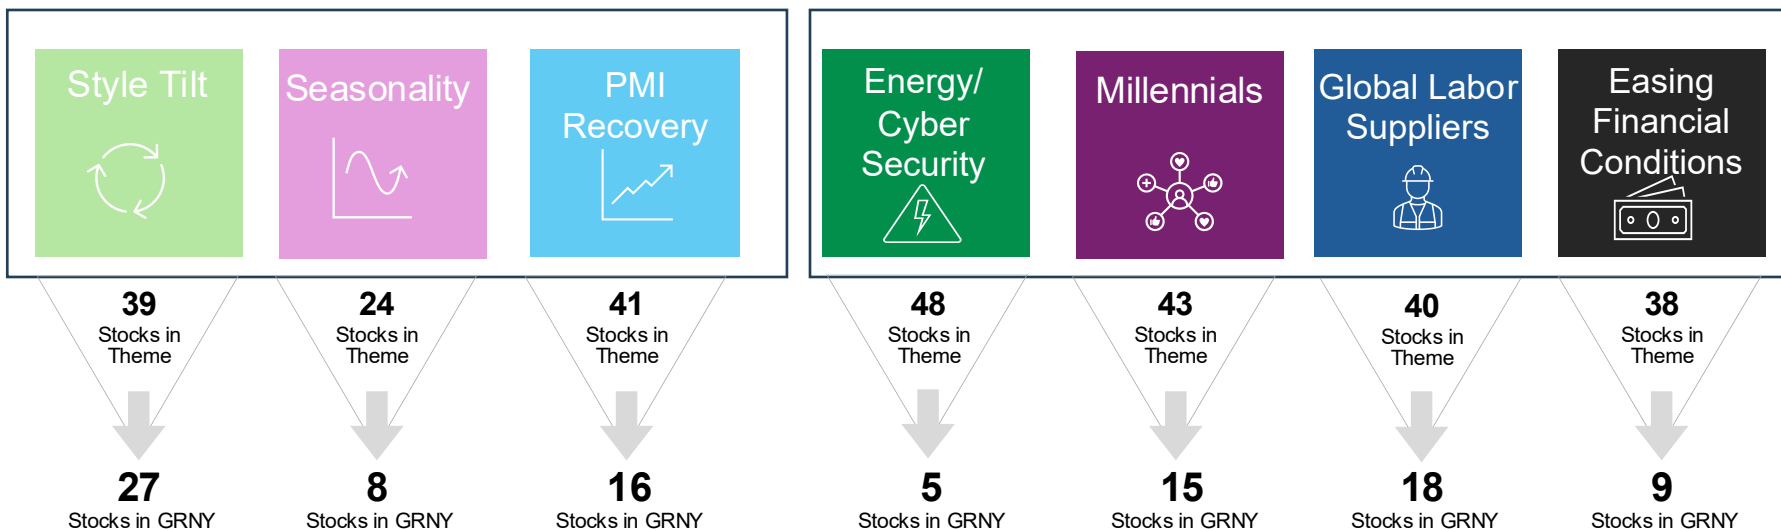 Style Tilt
Seasonality
PMI
Recovery
Energy/
Cyber
Security
Millennials
Global Labor
Suppliers
Easing
Financial
Conditions
39
Stocks in
Theme
24
Stocks in
Theme
41
Stocks in
Theme
48
Stocks in
Theme
43
Stocks in
Theme
40
Stocks in
Theme
38
Stocks in
Theme
27
Stocks in GRNY
8
Stocks in GRNY
16
Stocks in GRNY
5
Stocks in GRNY
15
Stocks in GRNY
18
Stocks in GRNY
9
Stocks in GRNY